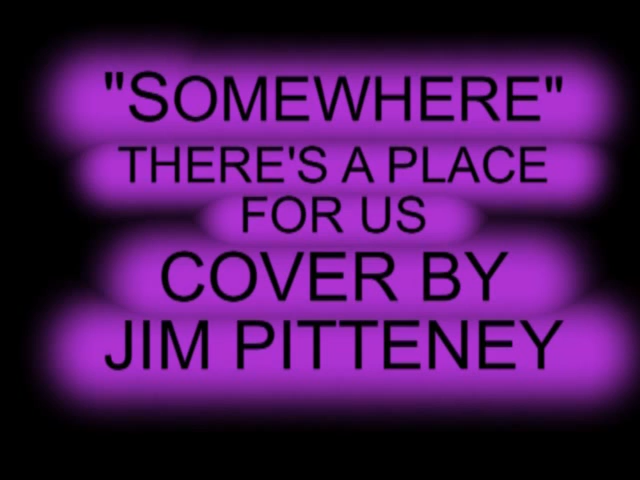 "SOMEWHERE"
THERE'S A PLACE
FOR US
COVER BY
JIM PITTENEY